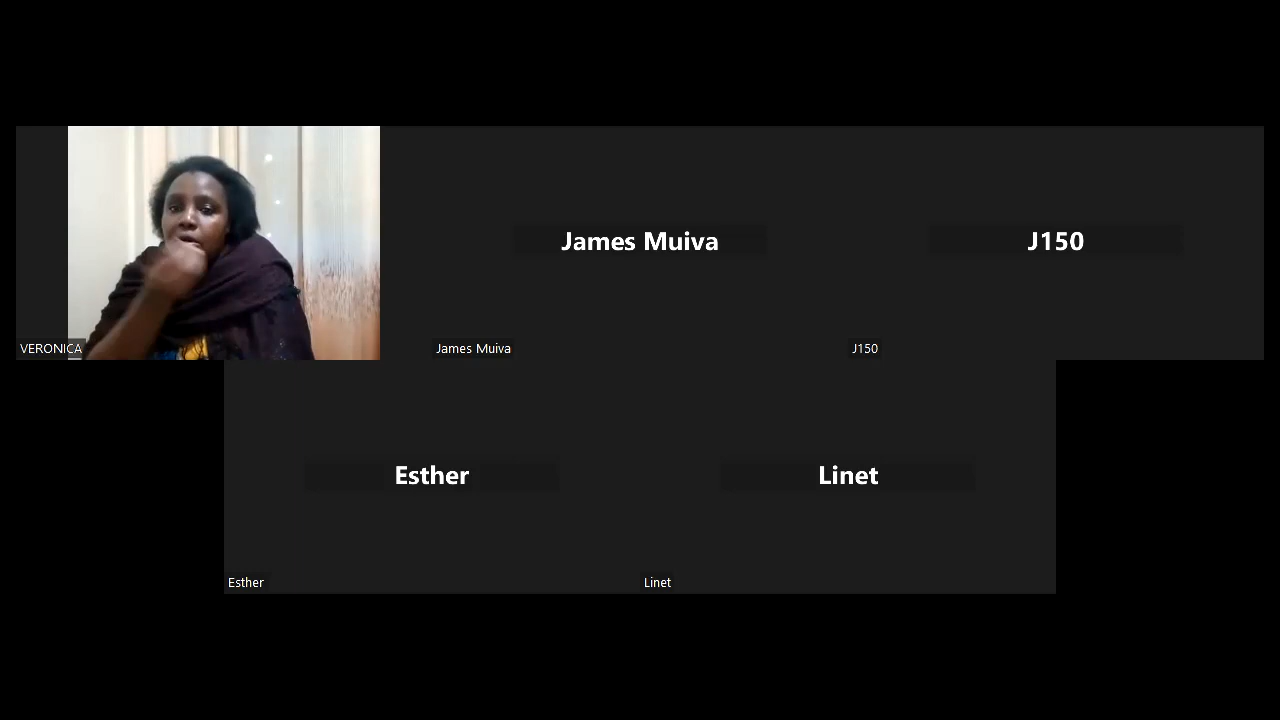 James Muiva
J150
VERONICA
James Muiva
J150
Esther
Linet
Esther
Linet